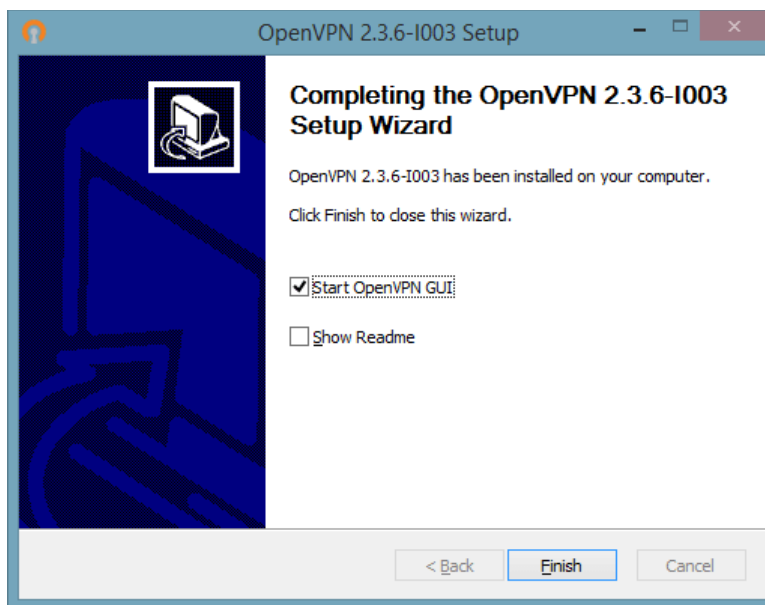 OpenVPN 2.3.6-I003 Setup
Completing the OpenVPN 2.3.6-I003
Setup Wizard
OpenVPN 2.3.6-I003 has been installed on your computer.
Click Finish to close this wizard.
Start OpenVPN GUI
Show Readme
< Back Finish Cancel